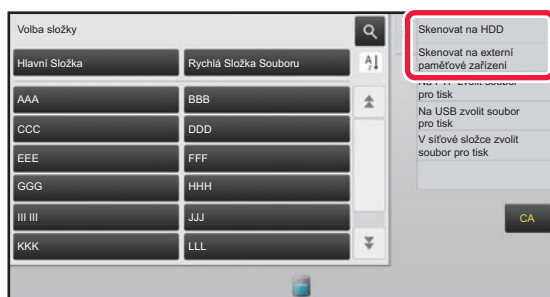 Volba složky
Hlavní Složka
Rychlá Složka Souboru
AAA
BBB
CCC
DDD
EEE
FFF
GGG
HHH
III III
JJJ
KKK
LLL
Skenovat na HDD
Skenovat na externí
paměťové zařízení
pro tisk
Na USB zvolit soubor
pro tisk
V síťové složce zvolit
soubor pro tisk
CA